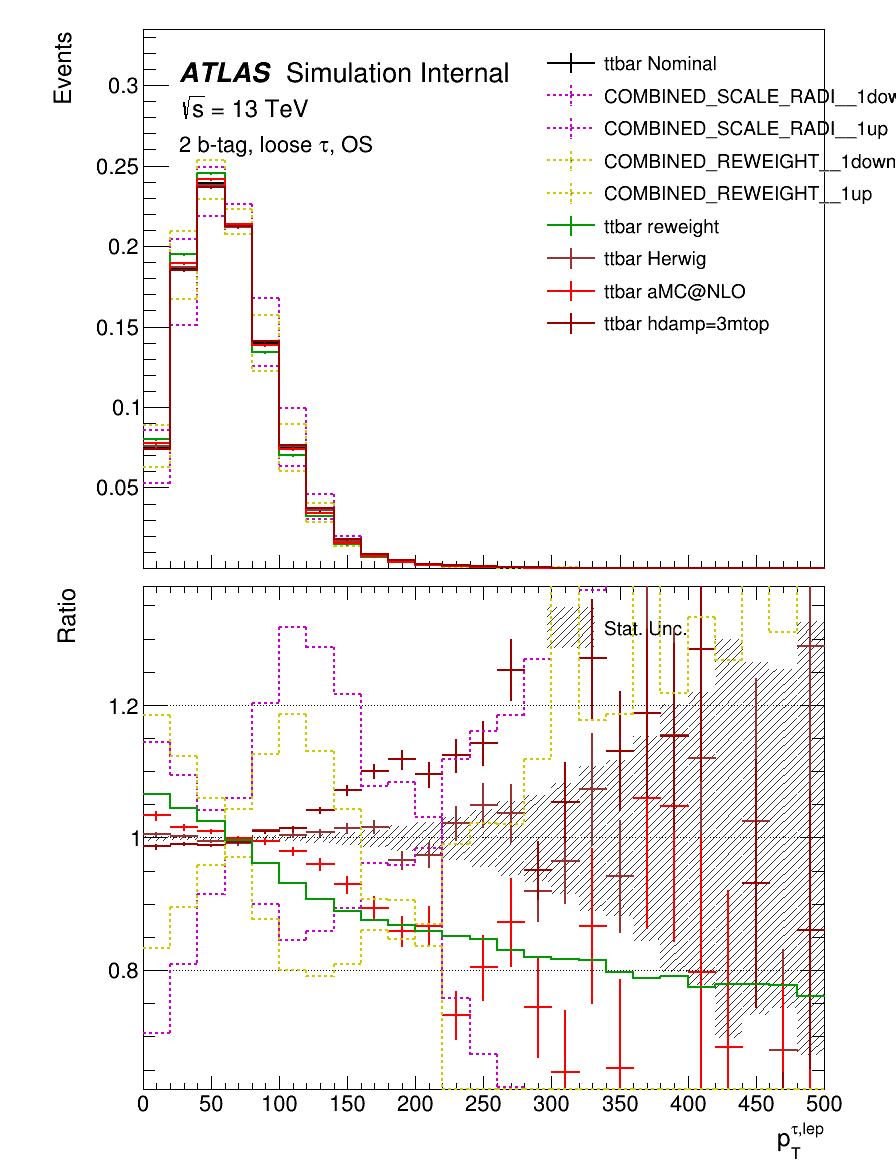 Events
0.3
0.25
0.2
0.15
0.1
0.05
ATLAS Simulation Internal
√s = 13 TeV
2 b-tag, loose τ, OS
ttbar Nominal
COMBINED_SCALE_RADI__1dow
COMBINED_SCALE_RADI__1up
COMBINED_REWEIGHT__1down
COMBINED_REWEIGHT__1up
ttbar reweight
ttbar Herwig
ttbar aMC@NLO
ttbar hdamp=3mtop
Ratio
1.2
1
0.8
Stat. Unc.
0 50 100 150 200 250 300 350 400 450 500
p_T^τ,lep